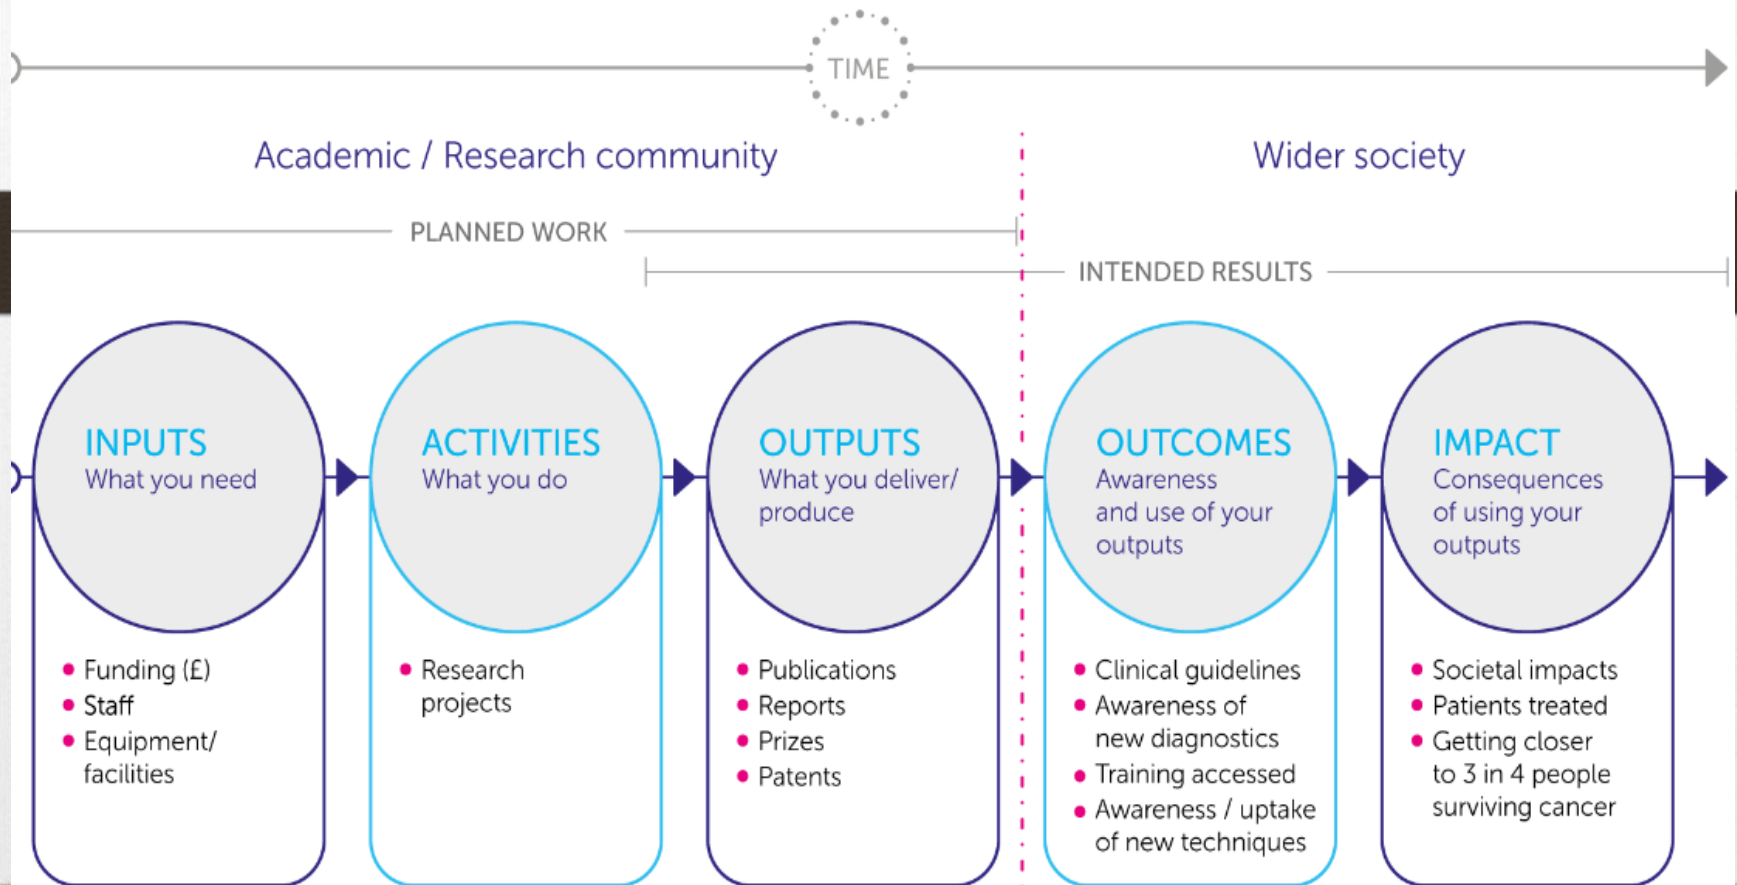 TIME
Academic / Research community
Wider society
PLANNED WORK
INTENDED RESULTS
INPUTS
What you need
Funding (£)
Staff
Equipment/
facilities
ACTIVITIES
What you do
Research
projects
OUTPUTS
What you deliver/
produce
Publications
Reports
Prizes
Patents
OUTCOMES
Awareness
and use of your
outputs
Clinical guidelines
Awareness of
new diagnostics
Training accessed
Awareness / uptake
of new techniques
IMPACT
Consequences
of using your
outputs
Societal impacts
Patients treated
Getting closer
to 3 in 4 people
surviving cancer